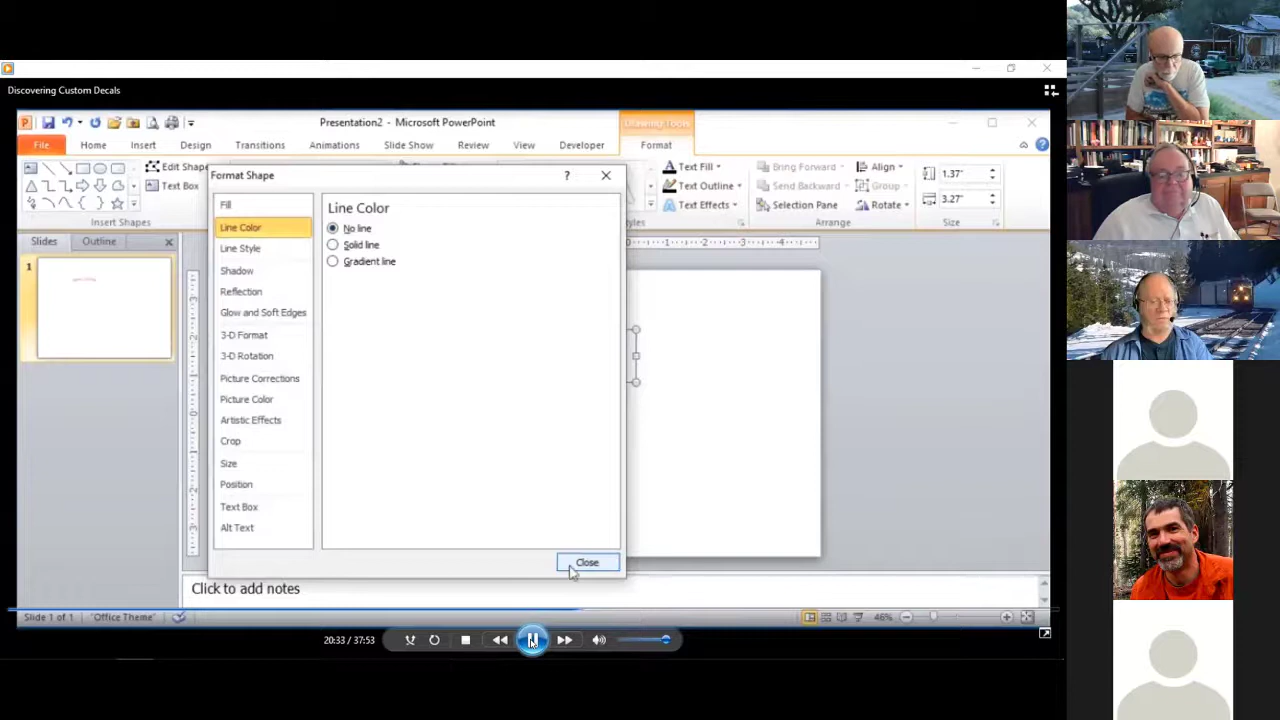 Discovering Custom Decals
Presentation2 - Microsoft PowerPoint
Drawing Tools
File Home Insert Design Transitions Animations Slide Show Review View Developer Format
Edit Shape
Text Box
Insert Shapes
Text Fill
Text Outline
Text Effects
Bring Forward
Send Backward
Selection Pane
Align
Group
Rotate
Arrange
1.37"
3.27"
Size
Format Shape
Fill
Line Color
Line Style
Shadow
Reflection
Glow and Soft Edges
3-D Format
3-D Rotation
Picture Corrections
Picture Color
Artistic Effects
Crop
Size
Position
Text Box
Alt Text
Line Color
No line
Solid line
Gradient line
Close
Slides Outline
1
Click to add notes
Slide 1 of 1 "Office Theme" 46%
20:33 / 37:53